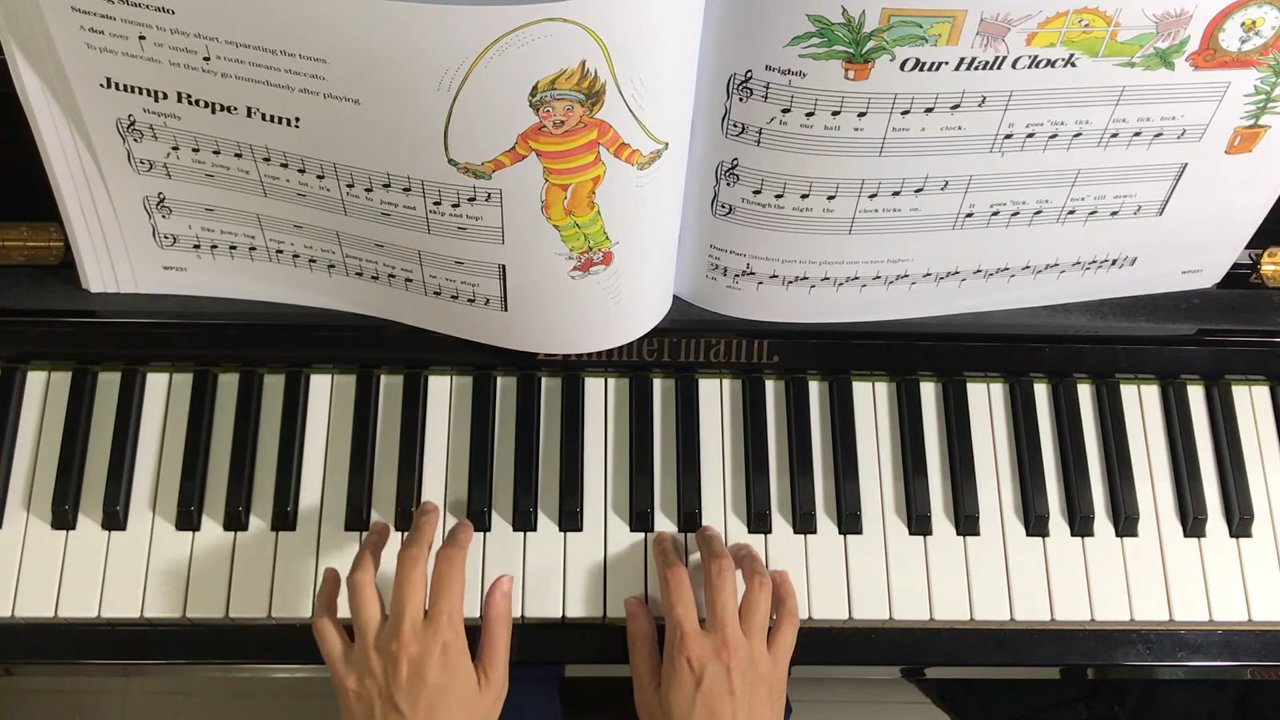 g Staccato
Staccato means to play short, separating the tones.
A dot over or under a note means staccato.
To play staccato, let the key go immediately after playing.
Jump Rope Fun!
Happily
f I like jump-ing rope a lot, it's fun to jump and skip and hop!
I like jump-ing rope a lot, let's jump and hop and ne-ver stop!
WP231
Our Hall Clock
Brightly
1
f In our hall we have a clock. It goes "tick, tick, tick, tick, tock."
Through the night the clock ticks on. It goes "tick, tick, tock" till dawn!
Duet Part (Student part to be played one octave higher.)
R.H.
L.H.
WP231
Zimmermann.